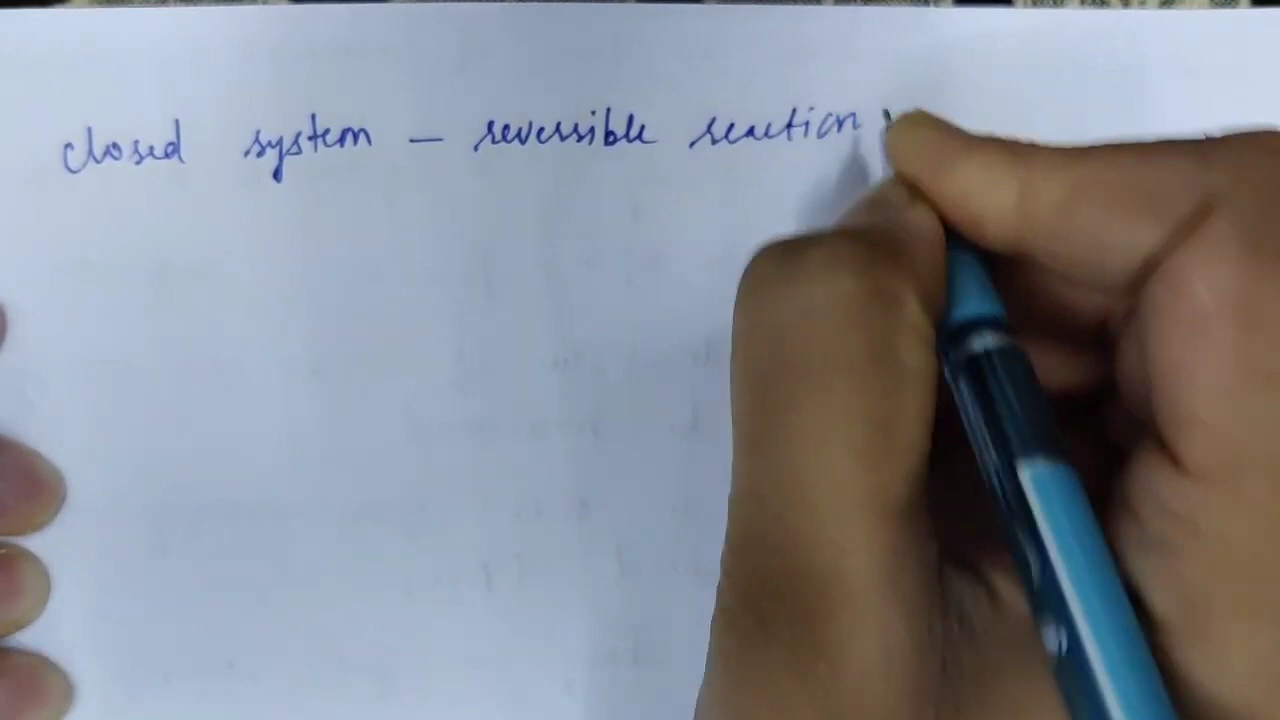 closed system – reversible reaction